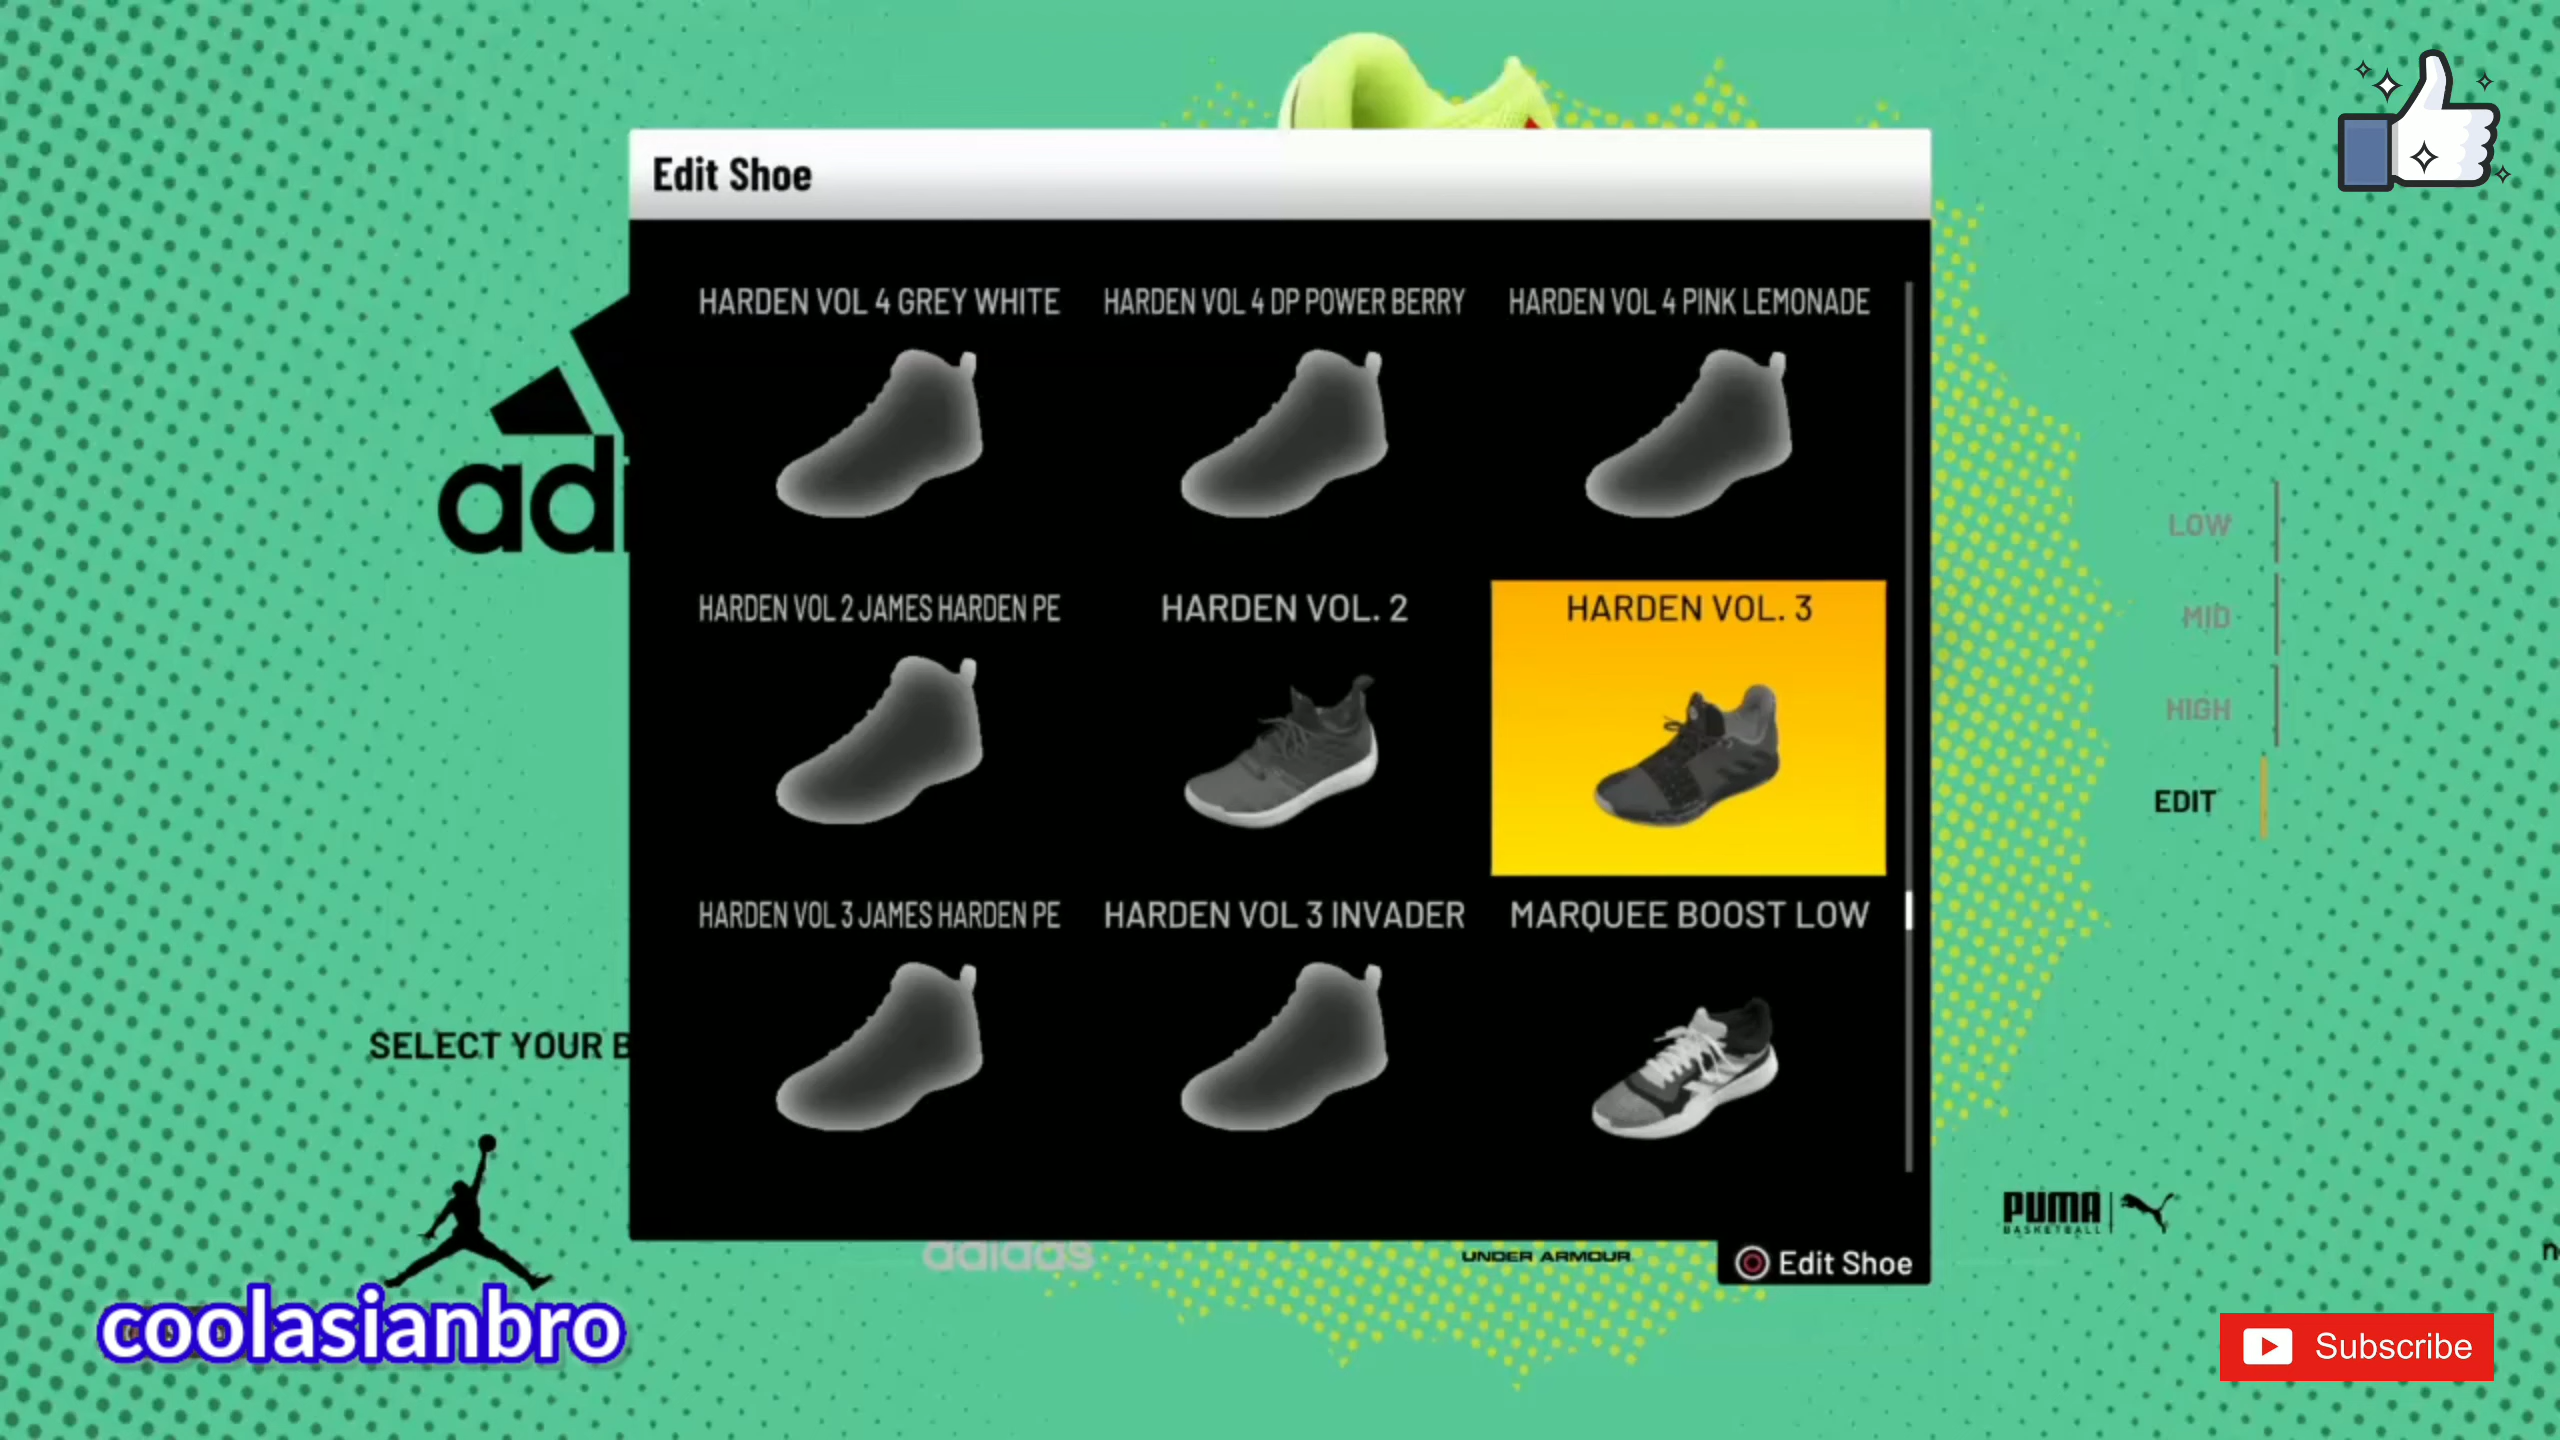 Edit Shoe
HARDEN VOL 4 GREY WHITE
HARDEN VOL 4 DP POWER BERRY
HARDEN VOL 4 PINK LEMONADE
HARDEN VOL 2 JAMES HARDEN PE
HARDEN VOL. 2
HARDEN VOL. 3
HARDEN VOL 3 JAMES HARDEN PE
HARDEN VOL 3 INVADER
MARQUEE BOOST LOW
adi
LOW
MID
HIGH
EDIT
SELECT YOUR B
PUMA
BASKETBALL
adidas
UNDER ARMOUR
Edit Shoe
n
coolasianbro
Subscribe